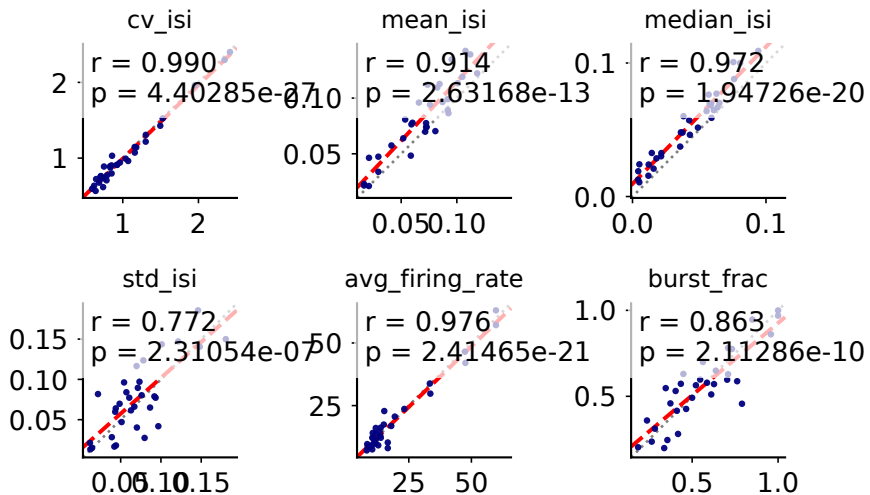 cv_isi
mean_isi
median_isi
r = 0.990
p = 4.40285e-27
r = 0.914
p = 2.63168e-13
r = 0.972
p = 1.94726e-20
2
1
1
2
0.10
0.05
0.05
0.10
0.1
0.0
0.0
0.1
std_isi
avg_firing_rate
burst_frac
r = 0.772
p = 2.31054e-07
r = 0.976
p = 2.41465e-21
r = 0.863
p = 2.11286e-10
0.15
0.10
0.05
0.05
0.10
0.15
50
25
25
50
1.0
0.5
0.5
1.0